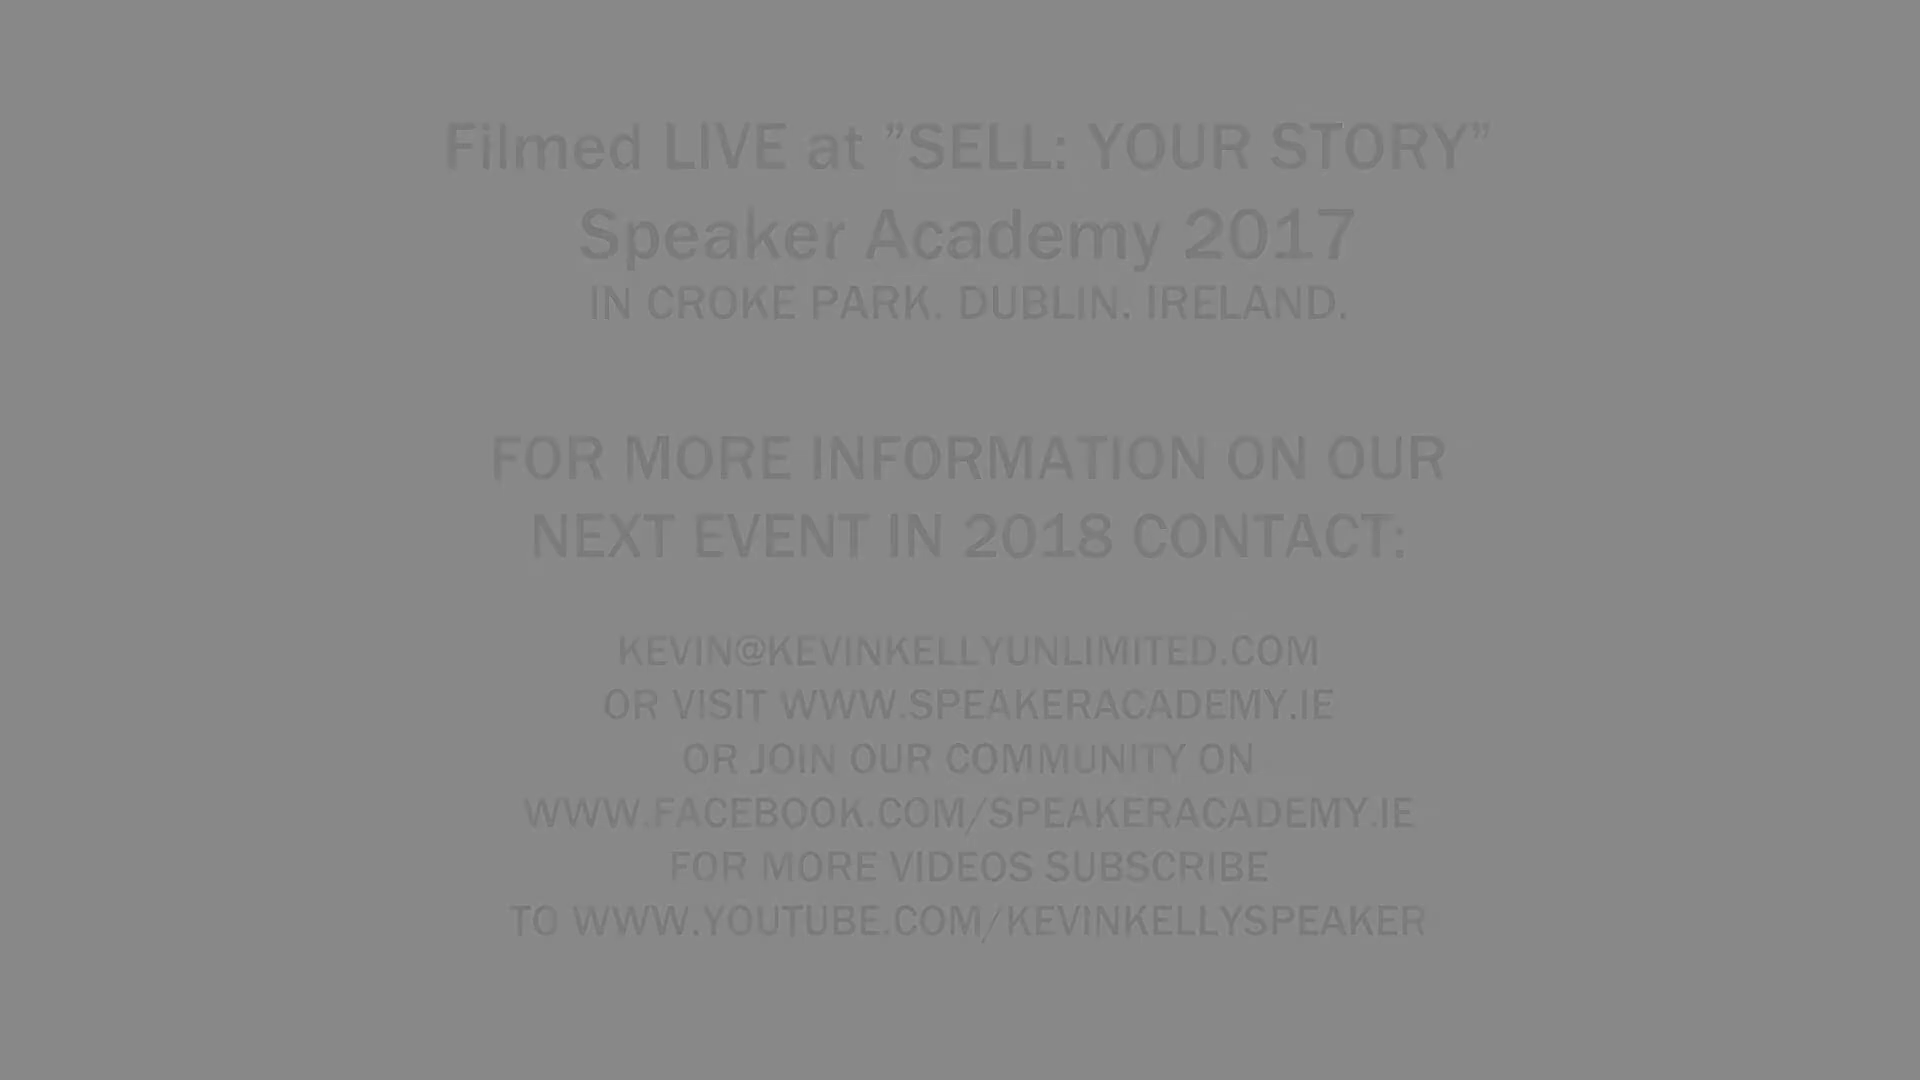 Filmed LIVE at ”SELL: YOUR STORY”
Speaker Academy 2017
IN CROKE PARK. DUBLIN. IRELAND.
FOR MORE INFORMATION ON OUR
NEXT EVENT IN 2018 CONTACT:
KEVIN@KEVINKELLYUNLIMITED.COM
OR VISIT WWW.SPEAKERACADEMY.IE
OR JOIN OUR COMMUNITY ON
WWW.FACEBOOK.COM/SPEAKERACADEMY.IE
FOR MORE VIDEOS SUBSCRIBE
TO WWW.YOUTUBE.COM/KEVINKELLYSPEAKER